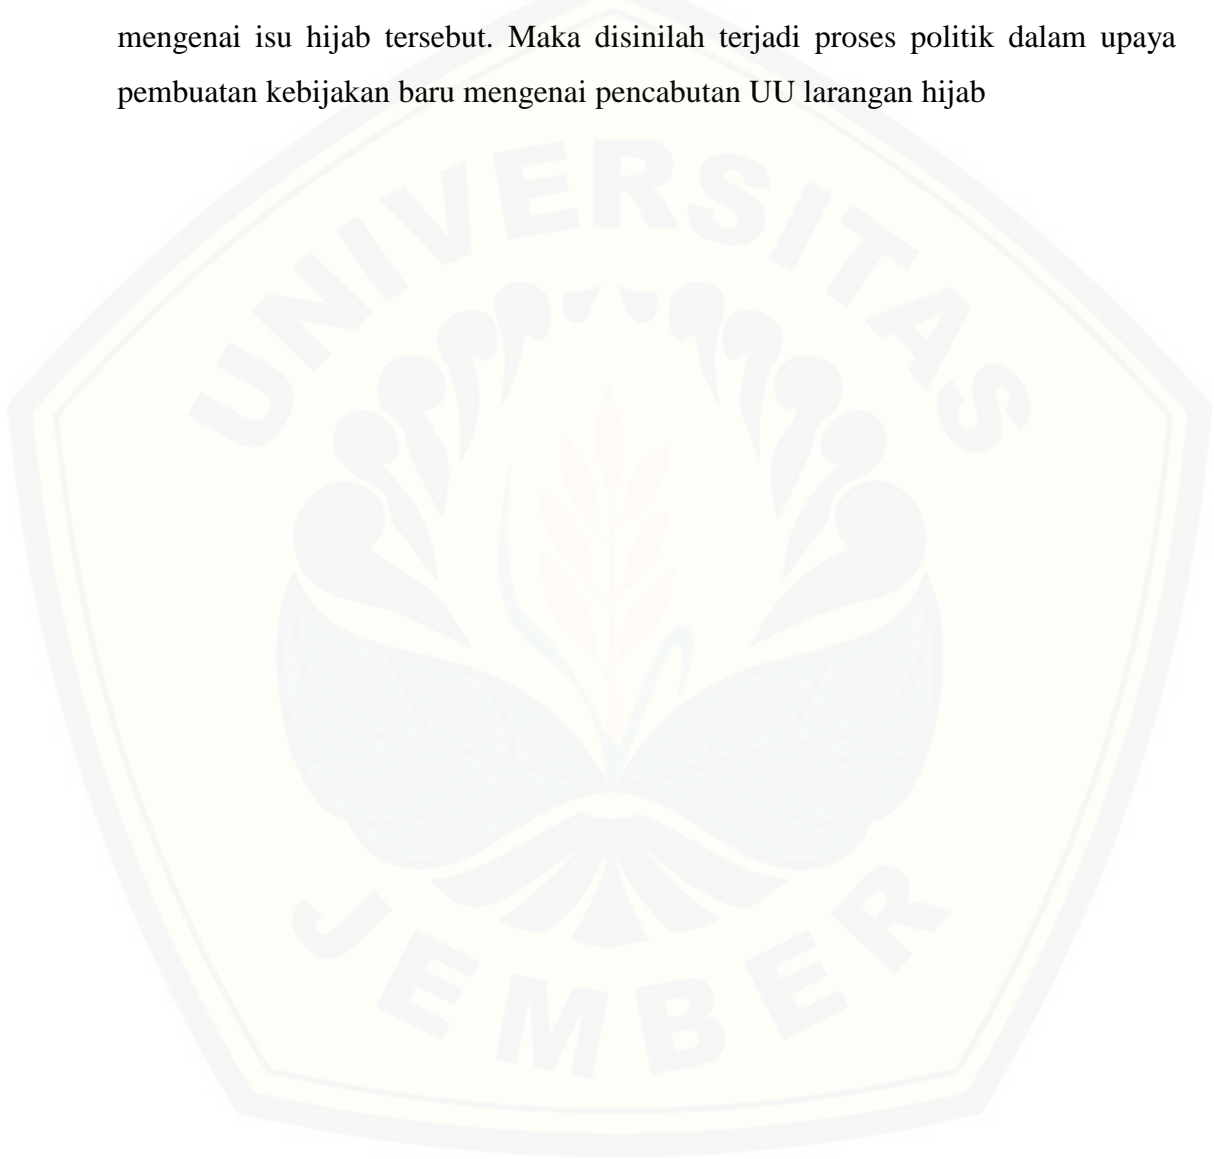 mengenai isu hijab tersebut. Maka disinilah terjadi proses politik dalam upaya
pembuatan kebijakan baru mengenai pencabutan UU larangan hijab
UNIVERSITAS
JEMBER